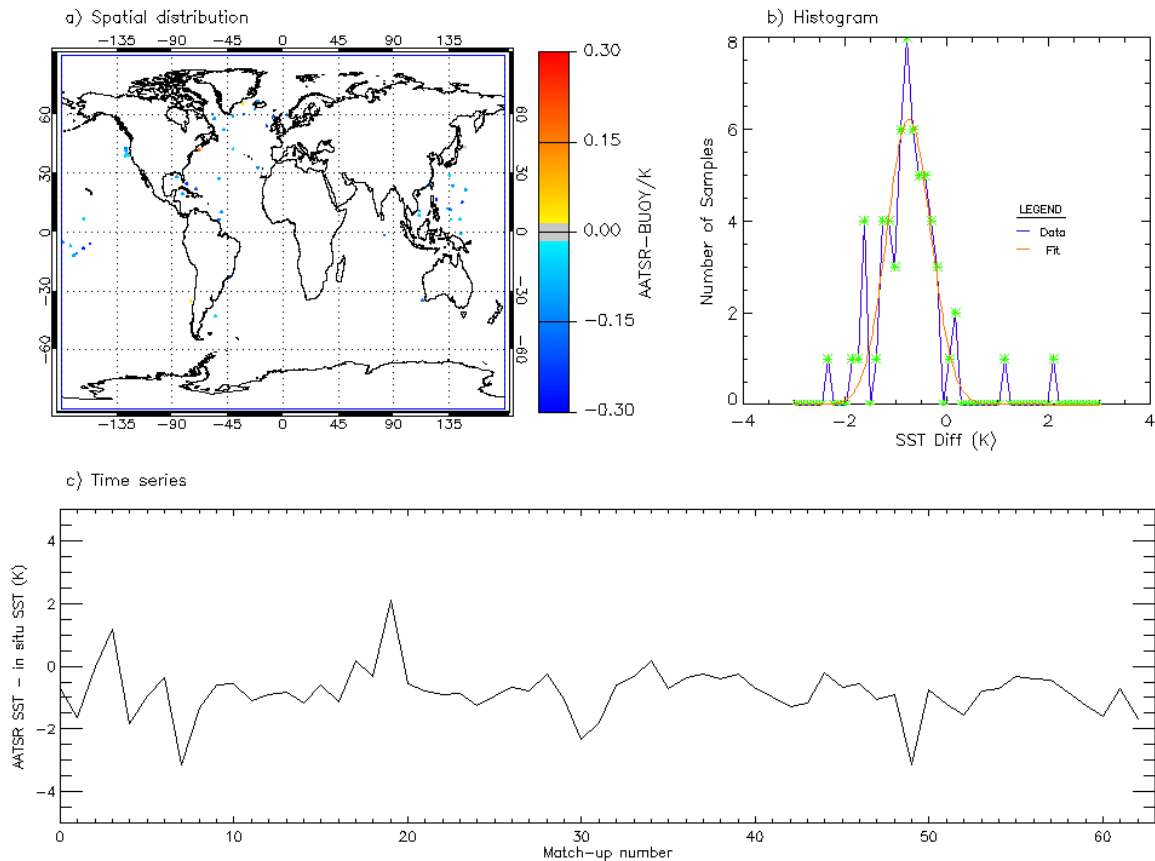 a) Spatial distribution
−135 −90 −45 0 45 90 135
60 30 0 −30 −60
60 30 0 −30 −60
−135 −90 −45 0 45 90 135
0.30
0.15
0.00
−0.15
−0.30
AATSR−BUOY/K
b) Histogram
8
6
4
2
0
Number of Samples
LEGEND
Data
Fit
−4 −2 0 2 4
SST Diff (K)
c) Time series
4
2
−0
−2
−4
AATSR SST − in situ SST (K)
0 10 20 30 40 50 60
Match−up number